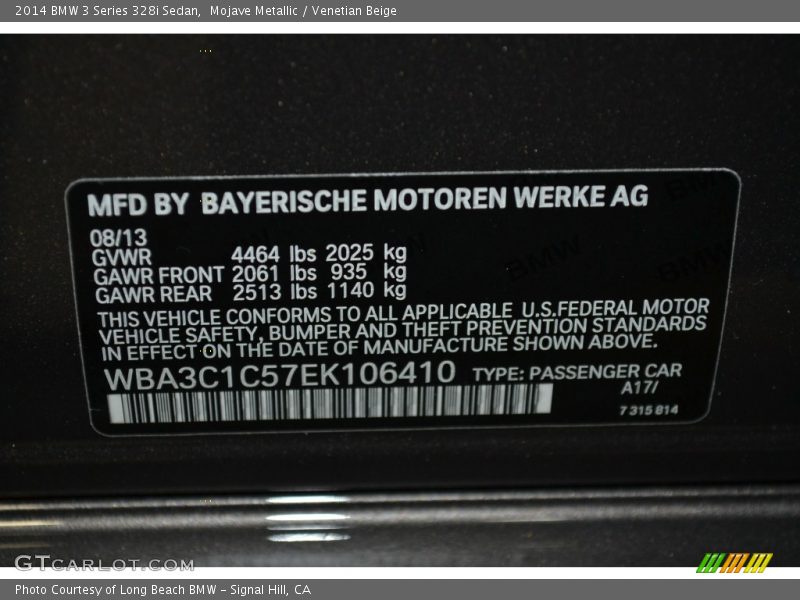 2014 BMW 3 Series 328i Sedan,  Mojave Metallic / Venetian Beige
MFD BY BAYERISCHE MOTOREN WERKE AG
08/13
GVWR 4464 lbs 2025 kg
GAWR FRONT 2061 lbs 935 kg
GAWR REAR 2513 lbs 1140 kg
THIS VEHICLE CONFORMS TO ALL APPLICABLE U.S.FEDERAL MOTOR
VEHICLE SAFETY, BUMPER AND THEFT PREVENTION STANDARDS
IN EFFECT ON THE DATE OF MANUFACTURE SHOWN ABOVE.
WBA3C1C57EK106410 TYPE: PASSENGER CAR
A17/
7 315 814
GTCARLOT.COM
Photo Courtesy of Long Beach BMW - Signal Hill, CA